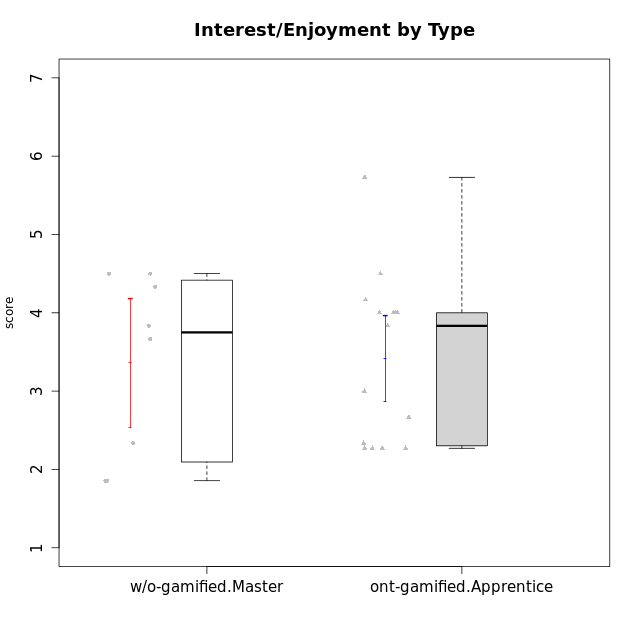 Interest/Enjoyment by Type
7
6
5
4
3
2
1
score
w/o-gamified.Master
ont-gamified.Apprentice